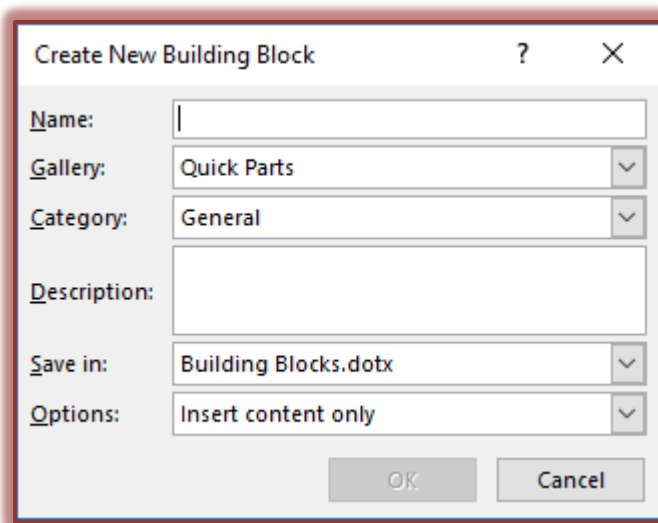 Create New Building Block ?
Name:
Gallery: Quick Parts
Category: General
Description:
Save in: Building Blocks.dotx
Options: Insert content only
OK Cancel